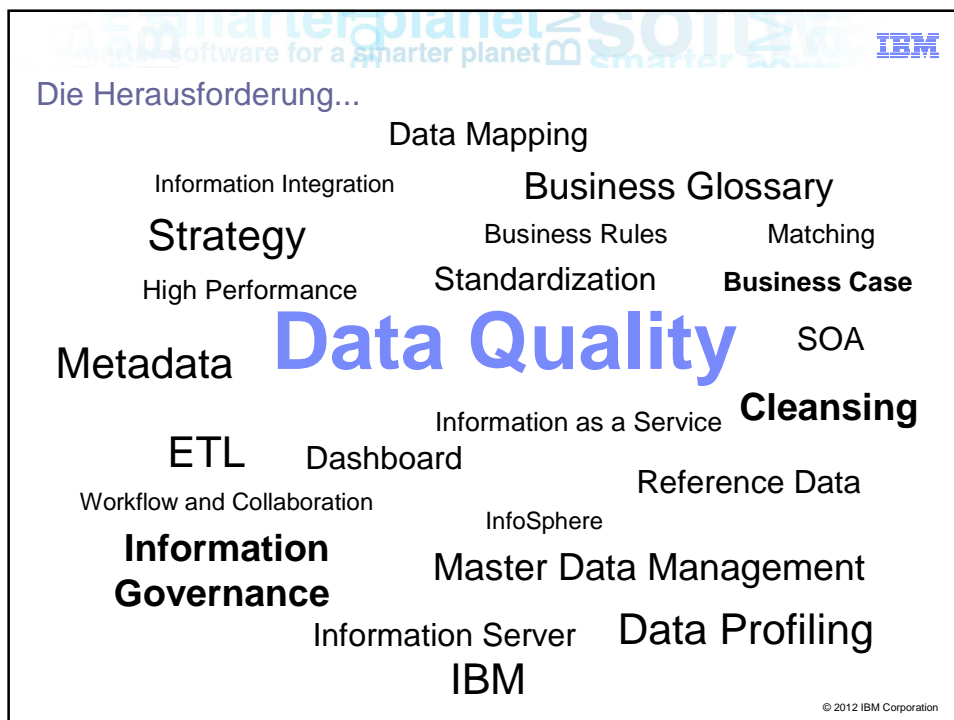 smarter planet
software for a smarter planet
IBM
Die Herausforderung...
Data Mapping
Information Integration
Business Glossary
Strategy
Business Rules
Matching
High Performance
Standardization
Business Case
Data Quality
SOA
Metadata
Cleansing
Information as a Service
ETL
Dashboard
Reference Data
Workflow and Collaboration
InfoSphere
Information
Governance
Master Data Management
Information Server
Data Profiling
IBM
© 2012 IBM Corporation